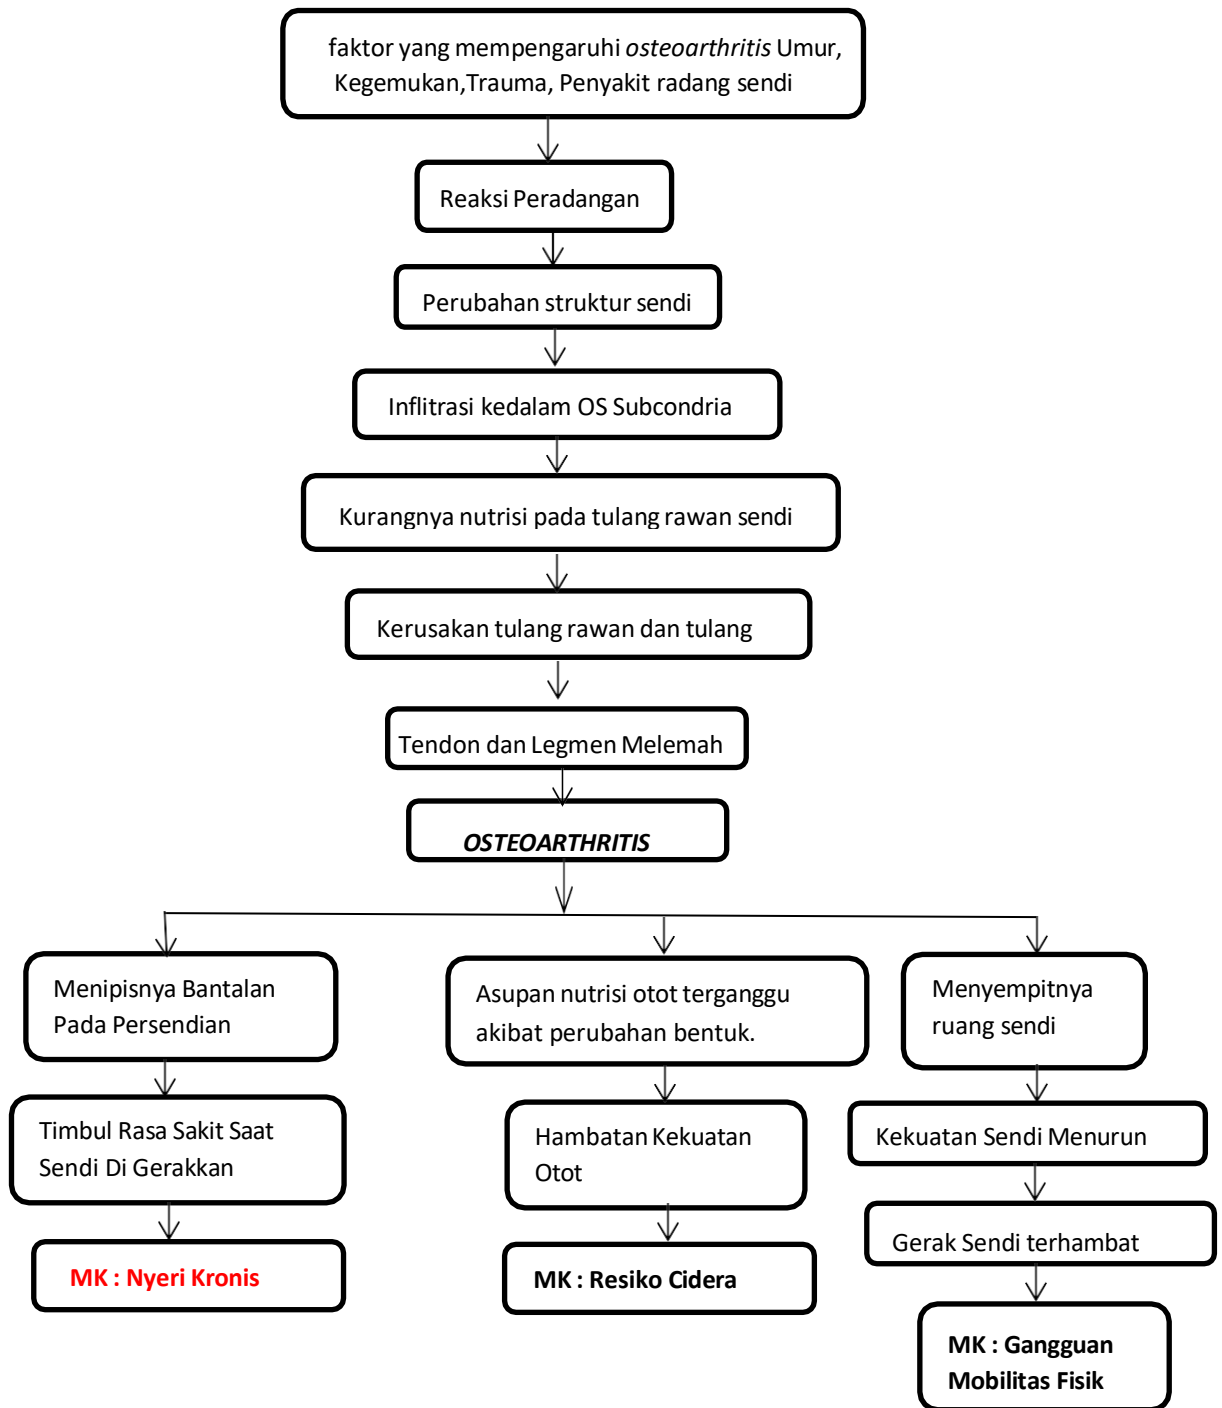 faktor yang mempengaruhi osteoarthritis Umur,
Kegemukan,Trauma, Penyakit radang sendi
Reaksi Peradangan
Perubahan struktur sendi
Inflitrasi kedalam OS Subcondria
Kurangnya nutrisi pada tulang rawan sendi
Kerusakan tulang rawan dan tulang
Tendon dan Legmen Melemah
OSTEOARTHRITIS
Menipisnya Bantalan
Pada Persendian
Timbul Rasa Sakit Saat
Sendi Di Gerakkan
MK : Nyeri Kronis
Asupan nutrisi otot terganggu
akibat perubahan bentuk.
Hambatan Kekuatan
Otot
MK : Resiko Cidera
Menyempitnya
ruang sendi
Kekuatan Sendi Menurun
Gerak Sendi terhambat
MK : Gangguan
Mobilitas Fisik